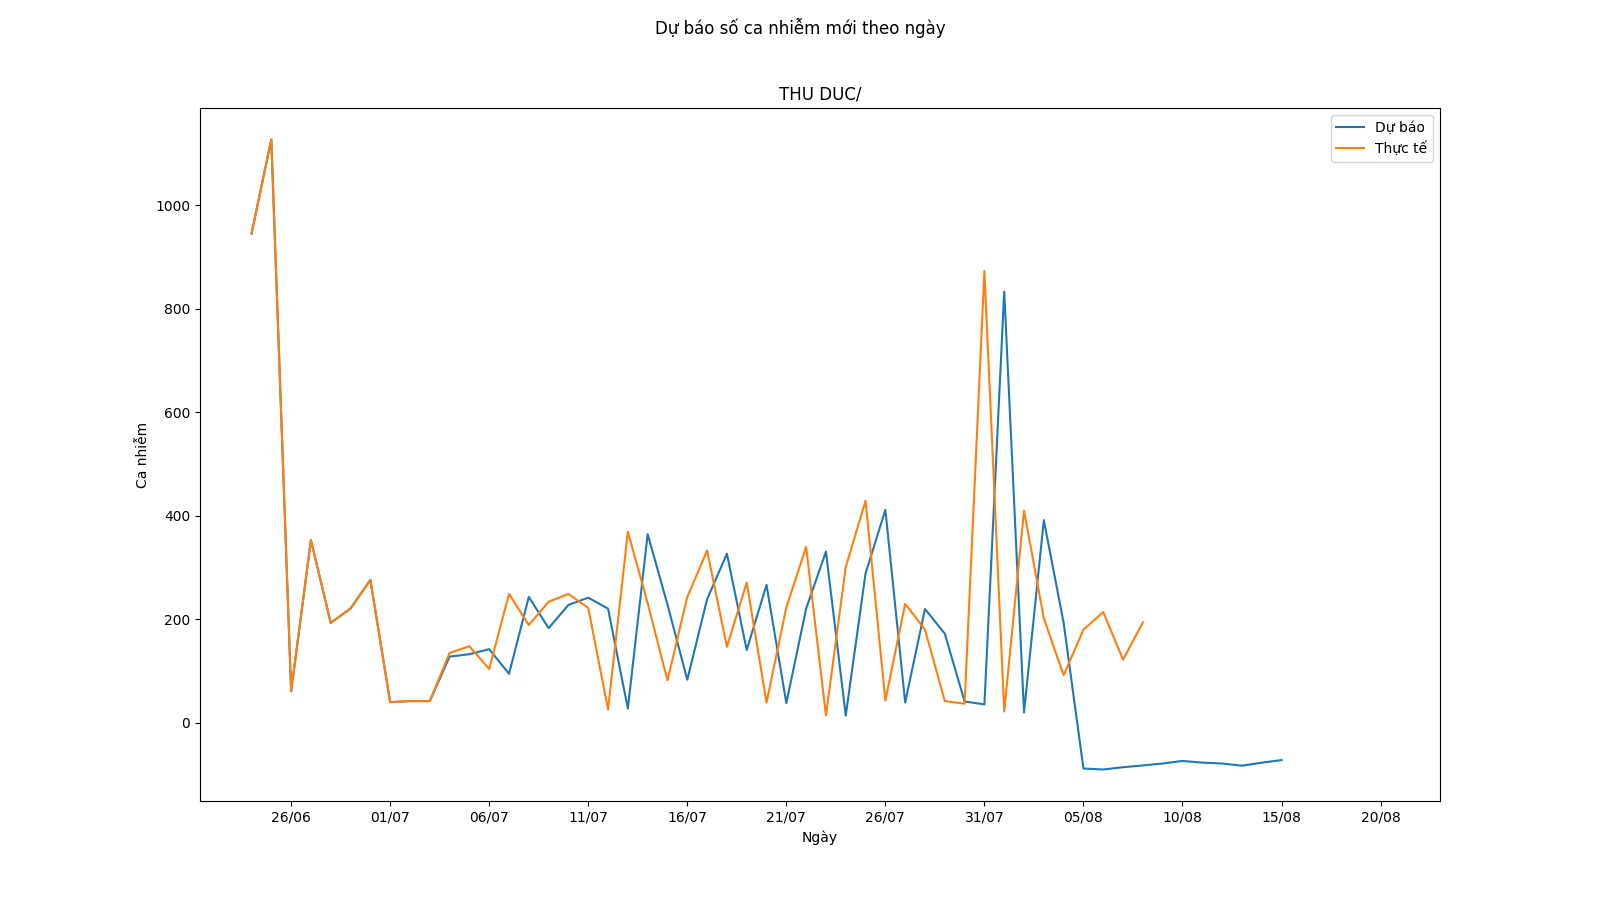 Dự báo số ca nhiễm mới theo ngày
THU DUC/
Dự báo
Thực tế
1000
800
600
400
200
0
Ca nhiễm
26/06 01/07 06/07 11/07 16/07 21/07 26/07 31/07 05/08 10/08 15/08 20/08
Ngày